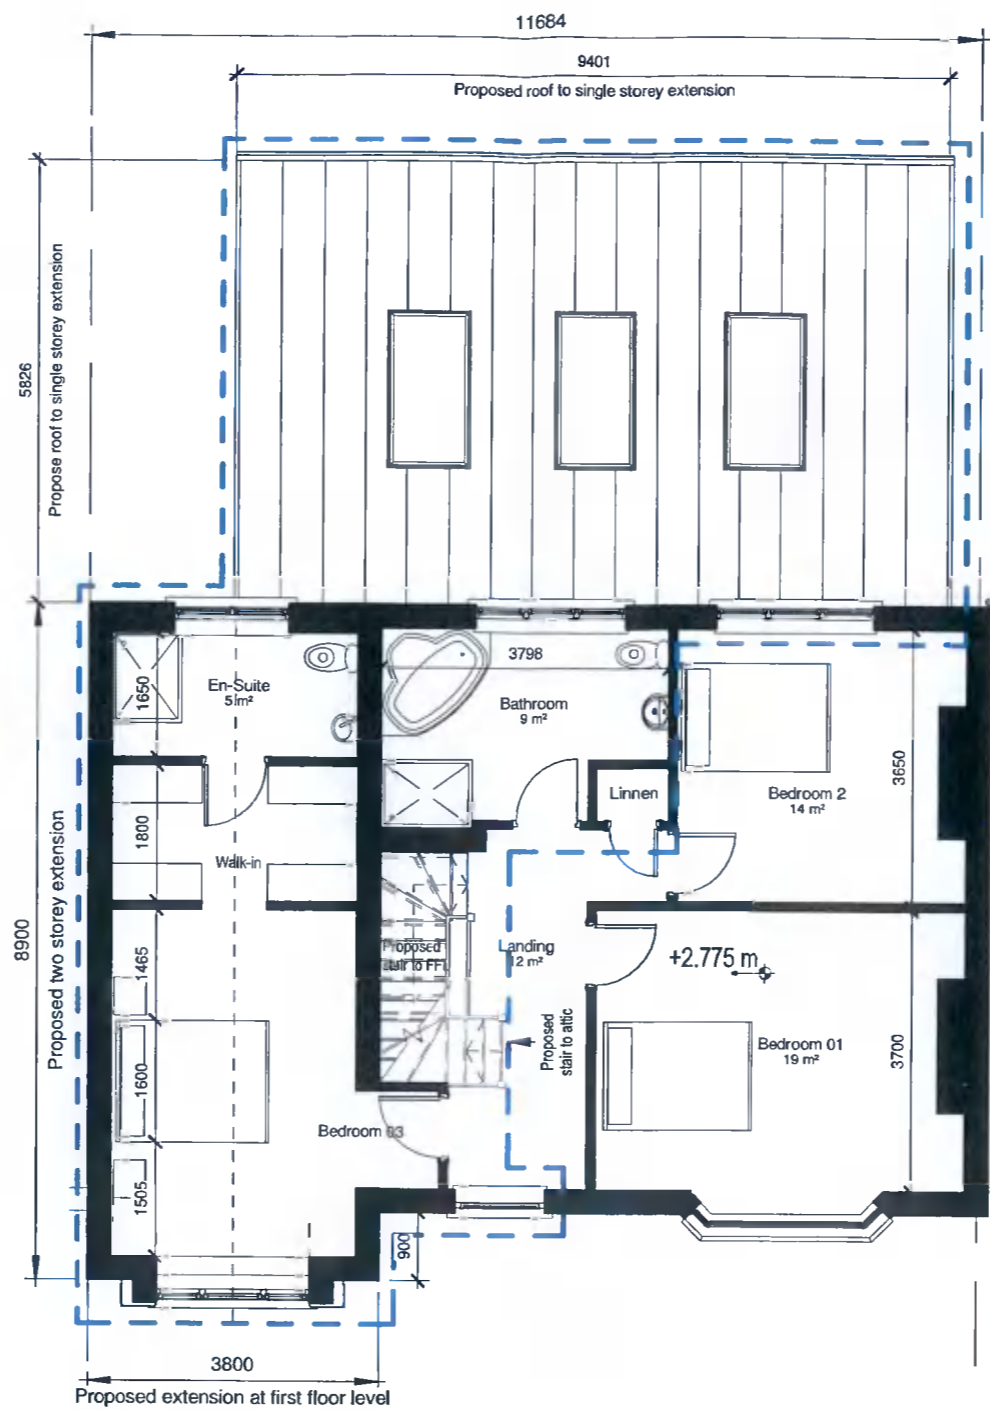 11684
9401
Proposed roof to single storey extension
5826
Propose roof to single storey extension
En-Suite
5 m²
1650
3798
Bathroom
9 m²
Linnen
Bedroom 2
14 m²
3650
1800
Walk-in
8900
Proposed two storey extension
1465
Proposed
stair to FFL
Landing
12 m²
+2.775 m
Proposed
stair to attic
Bedroom 01
19 m²
3700
1600
Bedroom 03
1505
900
3800
Proposed extension at first floor level